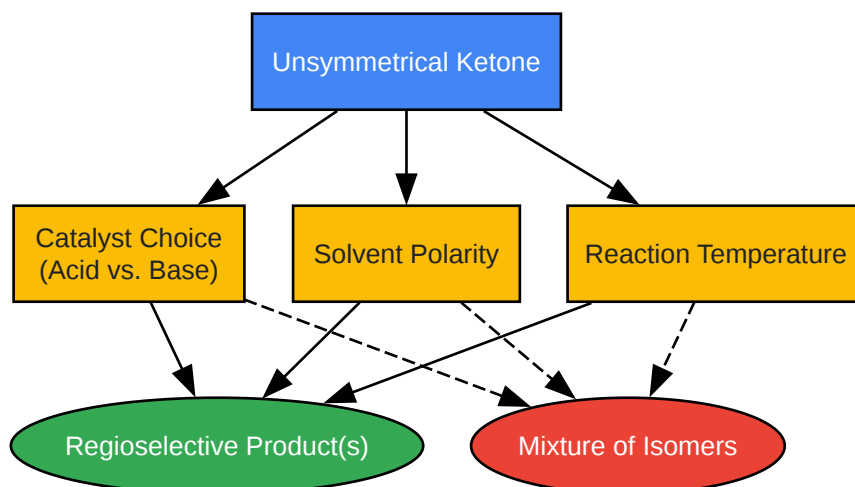 Unsymmetrical Ketone
Catalyst Choice
(Acid vs. Base)
Solvent Polarity
Reaction Temperature
Regioselective Product(s)
Mixture of Isomers